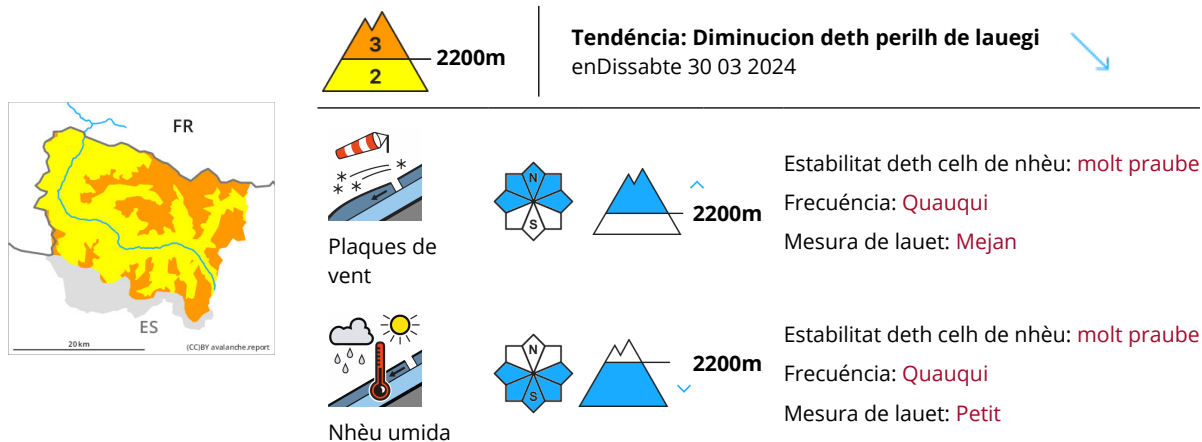 3
2
2200m
Tendéncia: Diminucion deth perilh de lauegi
enDissabte 30 03 2024
FR
ES
20 km
(CC)BY avalanche.report
Plaques de
vent
N
S
2200m
Estabilitat deth celh de nhèu: molt praube
Frecuéncia: Quauqui
Mesura de lauet: Mejan
Nhèu umida
N
S
2200m
Estabilitat deth celh de nhèu: molt praube
Frecuéncia: Quauqui
Mesura de lauet: Petit